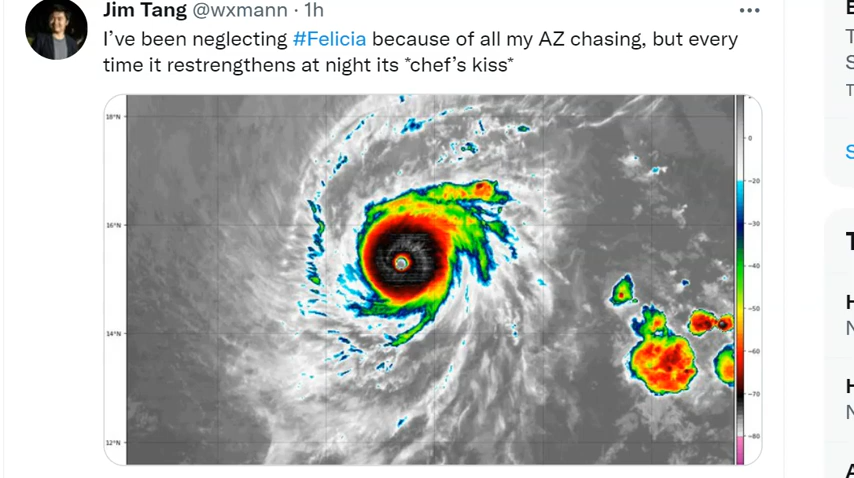 Jim Tang @wxmann · 1h
I've been neglecting #Felicia because of all my AZ chasing, but every
time it restrengthens at night its *chef's kiss*
18°N
16°N
14°N
12°N
0
-20
-30
-40
-50
-60
-70
-80